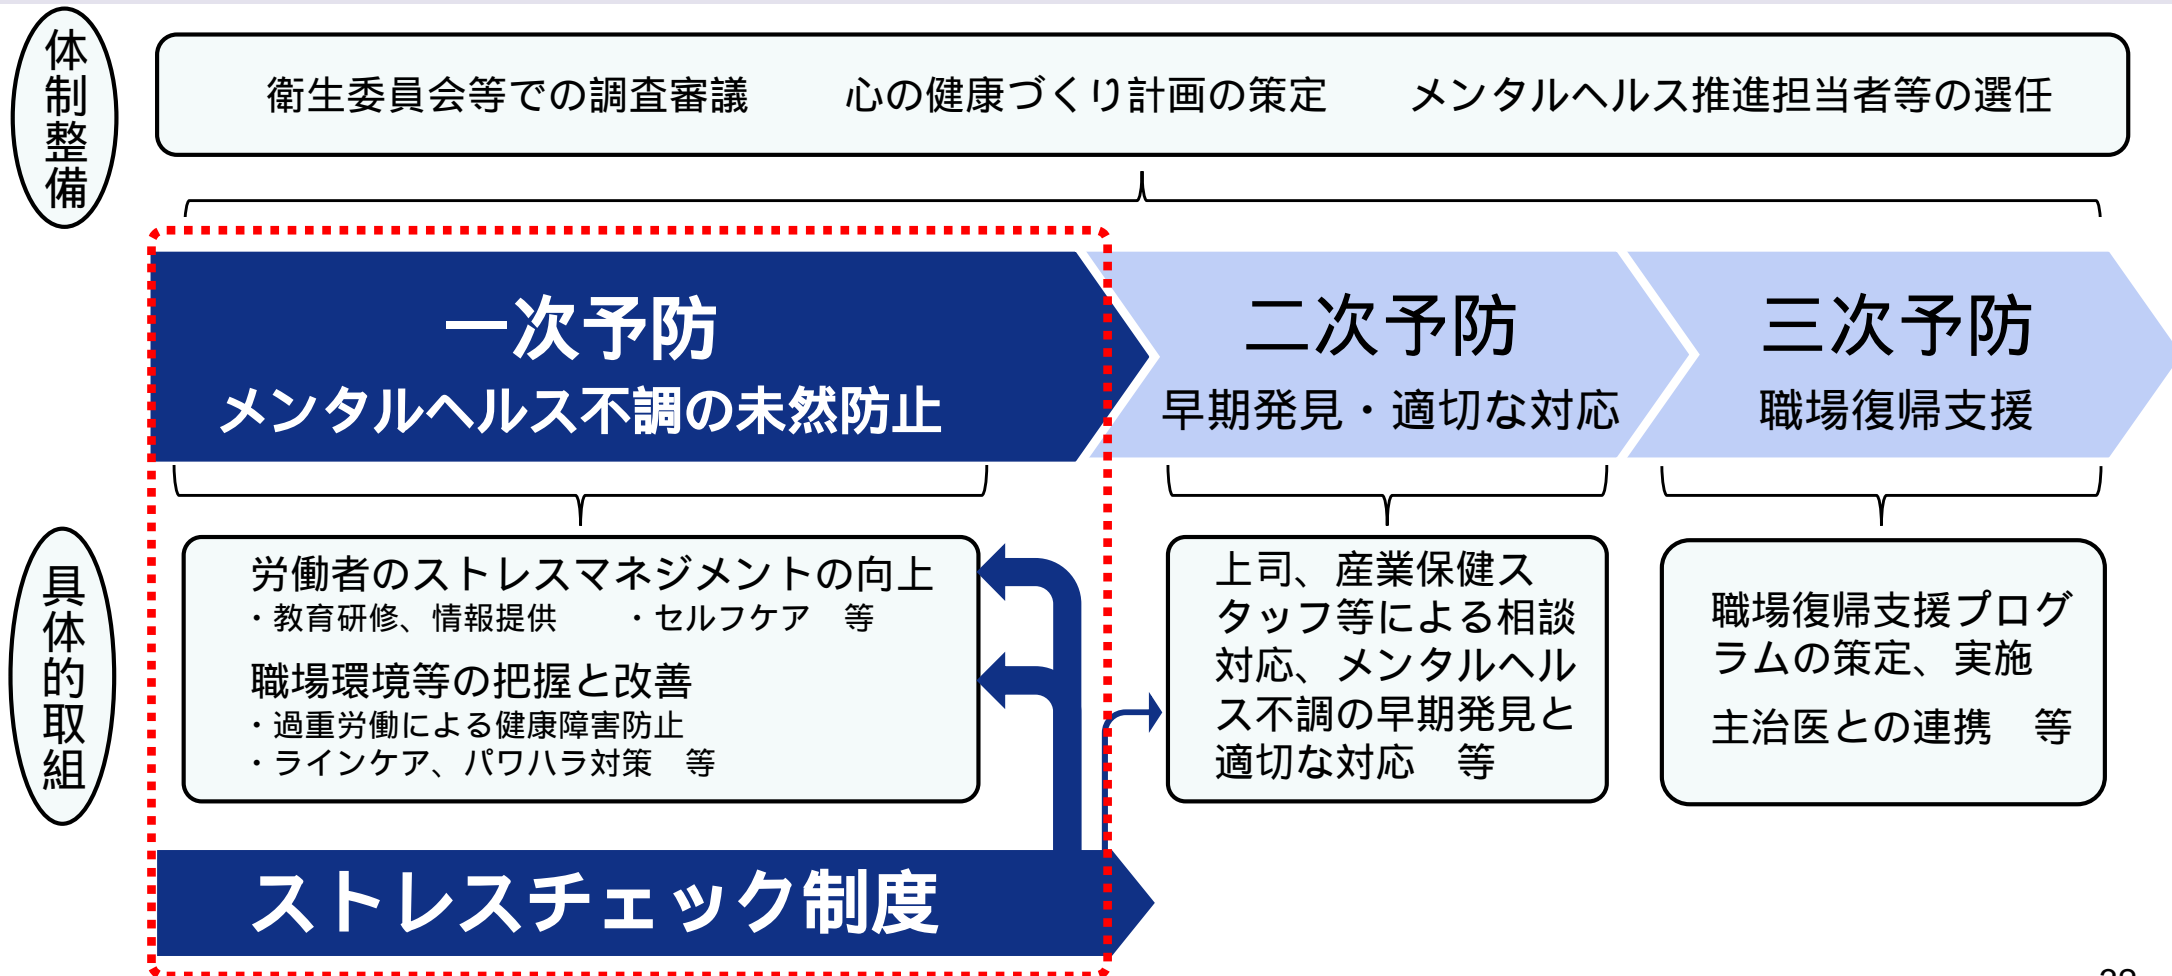 体制整備
衛生委員会等での調査審議　心の健康づくり計画の策定　メンタルヘルス推進担当者等の選任
一次予防
メンタルヘルス不調の未然防止
二次予防
早期発見・適切な対応
三次予防
職場復帰支援
具体的取組
労働者のストレスマネジメントの向上
・教育研修、情報提供　・セルフケア　等
職場環境等の把握と改善
・過重労働による健康障害防止
・ラインケア、パワハラ対策　等
上司、産業保健ス
タッフ等による相談
対応、メンタルヘル
ス不調の早期発見と
適切な対応　等
職場復帰支援プログ
ラムの策定、実施
主治医との連携　等
ストレスチェック制度